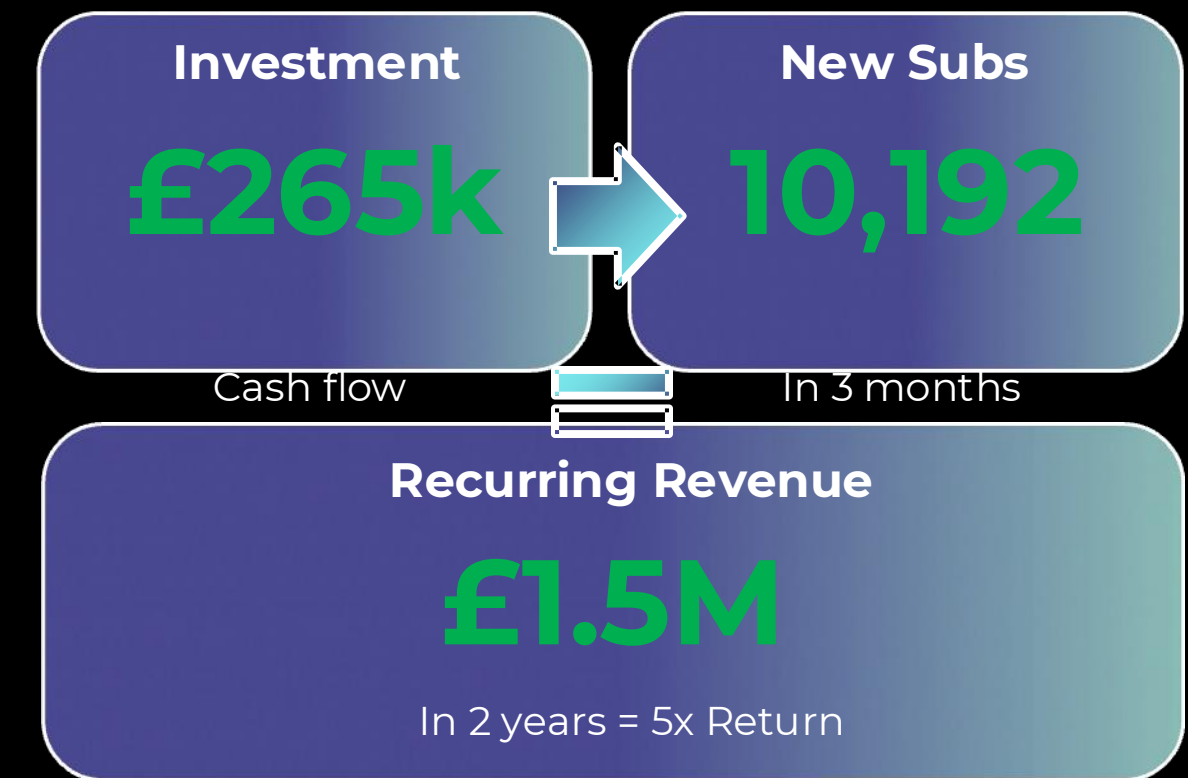 Investment
£265k
Cash flow
New Subs
10,192
In 3 months
Recurring Revenue
£1.5M
In 2 years = 5x Return